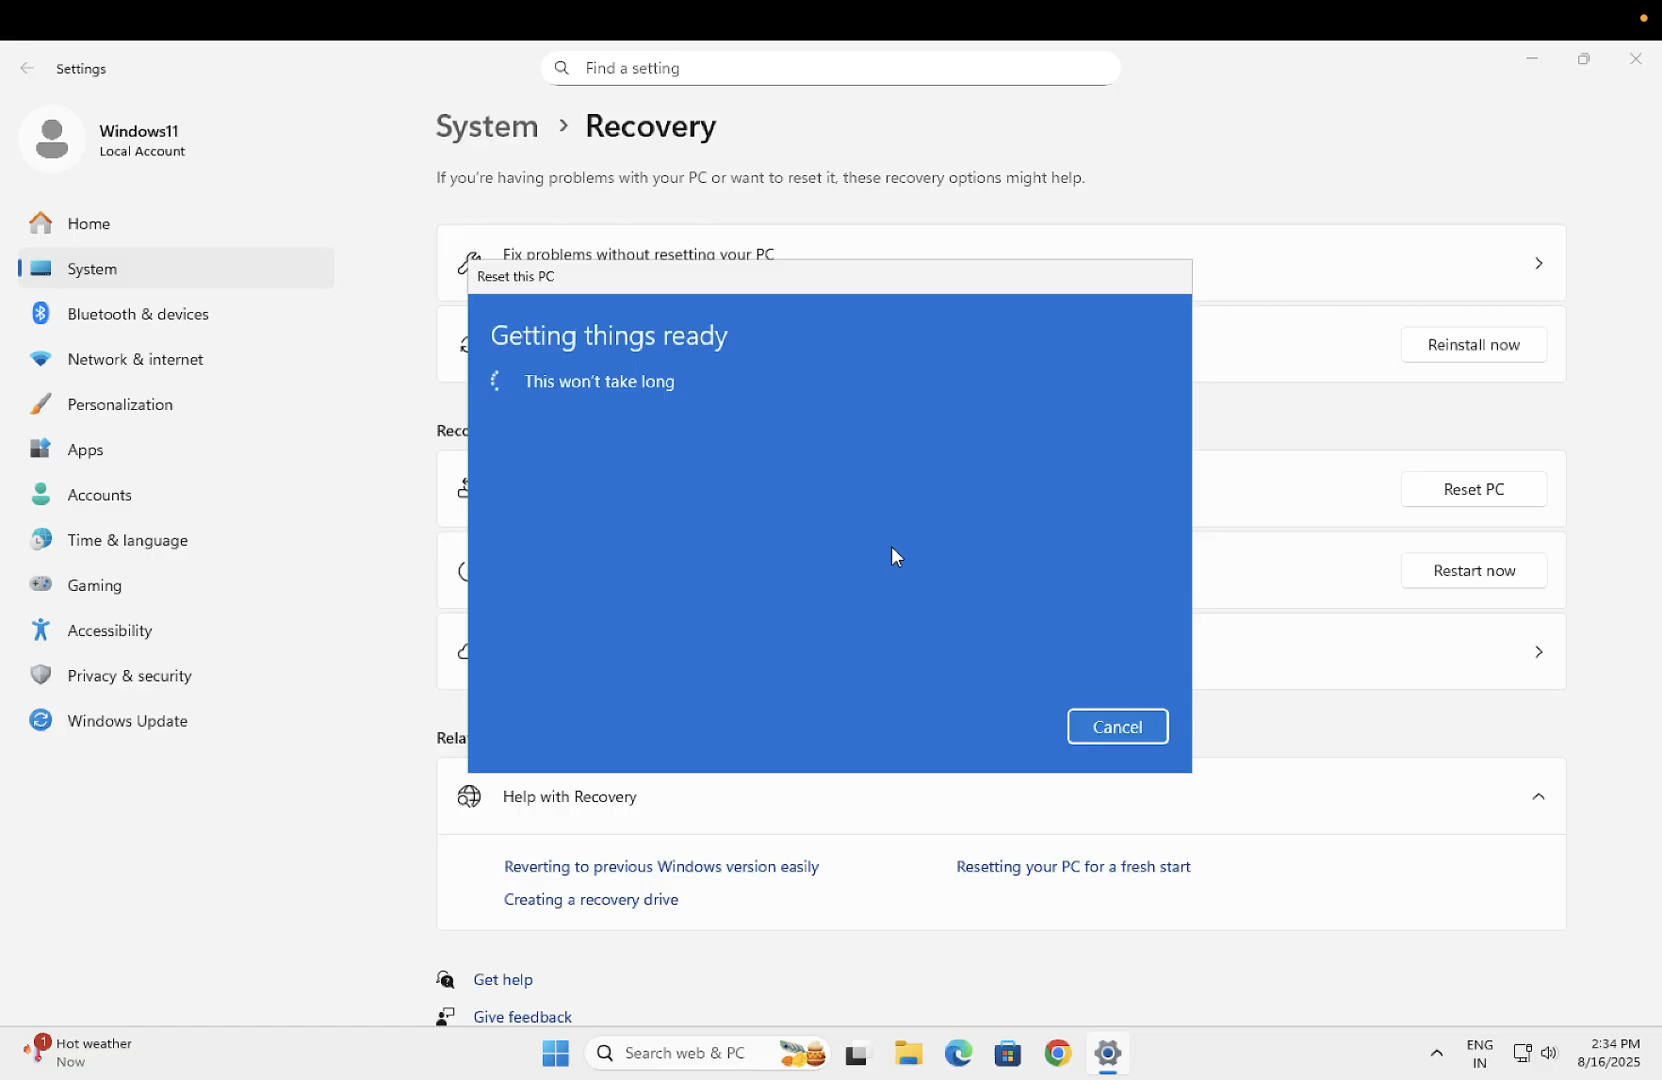 Settings
Find a setting
Windows11
Local Account
Home
System
Bluetooth & devices
Network & internet
Personalization
Apps
Accounts
Time & language
Gaming
Accessibility
Privacy & security
Windows Update
System > Recovery
If you're having problems with your PC or want to reset it, these recovery options might help.
Fix problems without resetting your PC
Reset this PC
Getting things ready
This won't take long
Cancel
Reinstall now
Reset PC
Restart now
Help with Recovery
Reverting to previous Windows version easily
Resetting your PC for a fresh start
Creating a recovery drive
Get help
Give feedback
1
Hot weather
Now
Search web & PC
ENG
IN
2:34 PM
8/16/2025